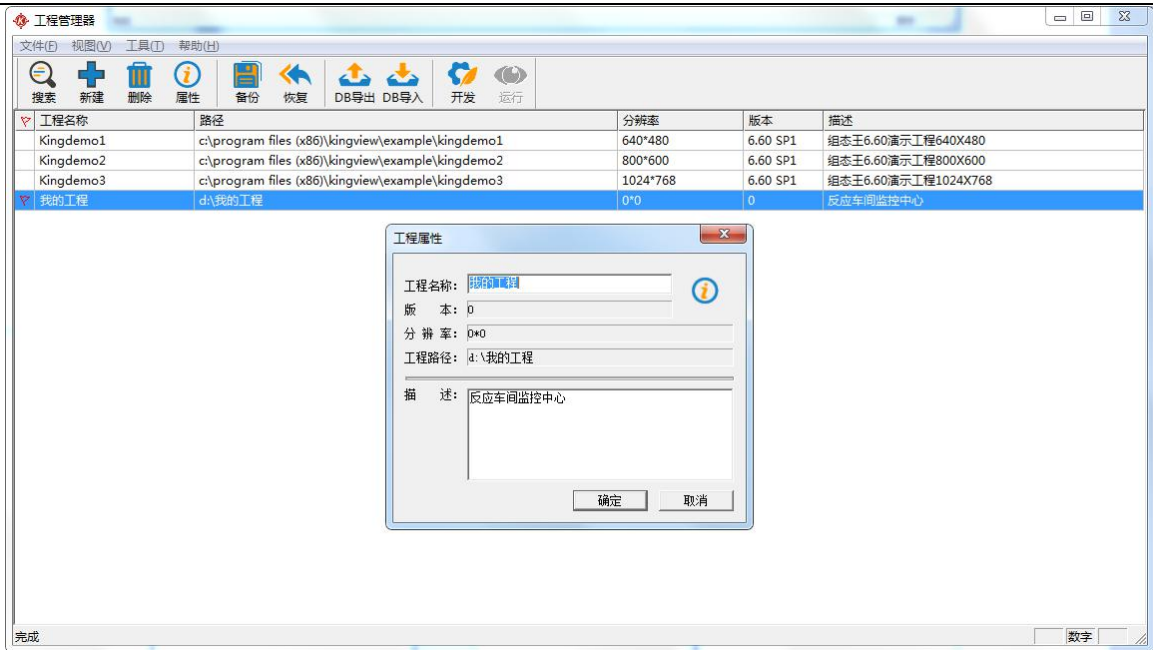 工程管理器
文件(F) 视图(V) 工具(T) 帮助(H)
搜索 新建 删除 属性 备份 恢复 DB导出 DB导入 开发 运行
工程名称 路径 分辨率 版本 描述
Kingdemo1 c:\program files (x86)\kingview\example\kingdemo1 640*480 6.60 SP1 组态王6.60演示工程640X480
Kingdemo2 c:\program files (x86)\kingview\example\kingdemo2 800*600 6.60 SP1 组态王6.60演示工程800X600
Kingdemo3 c:\program files (x86)\kingview\example\kingdemo3 1024*768 6.60 SP1 组态王6.60演示工程1024X768
我的工程 d:\我的工程 0*0 0 反应车间监控中心
工程属性
工程名称: 我的工程
版 本: 0
分 辨 率: 0*0
工程路径: d:\我的工程
描 述: 反应车间监控中心
确定 取消
完成 数字